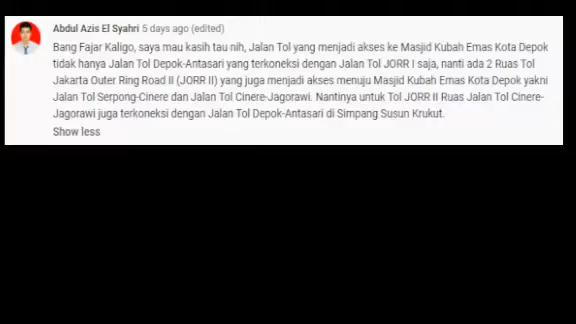 Abdul Azis El Syahri 5 days ago (edited)
Bang Fajar Kaligo, saya mau kasih tau nih, Jalan Tol yang menjadi akses ke Masjid Kubah Emas Kota Depok
tidak hanya Jalan Tol Depok-Antasari yang terkoneksi dengan Jalan Tol JORR I saja, nanti ada 2 Ruas Tol
Jakarta Outer Ring Road II (JORR II) yang juga menjadi akses menuju Masjid Kubah Emas Kota Depok yakni
Jalan Tol Serpong-Cinere dan Jalan Tol Cinere-Jagorawi. Nantinya untuk Tol JORR II Ruas Jalan Tol Cinere-
Jagorawi juga terkoneksi dengan Jalan Tol Depok-Antasari di Simpang Susun Krukut.
Show less